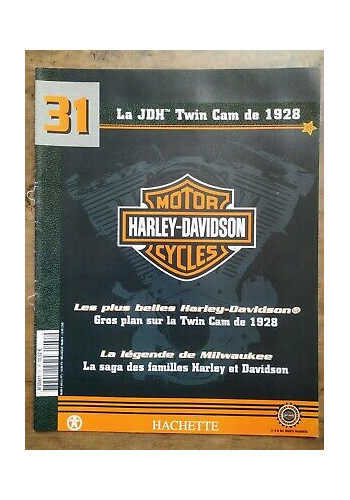 31
La JDH™ Twin Cam de 1928
MOTOR
HARLEY-DAVIDSON
CYCLES
Les plus belles Harley-Davidson®
Gros plan sur la Twin Cam de 1928
La légende de Milwaukee
La saga des familles Harley et Davidson
HACHETTE